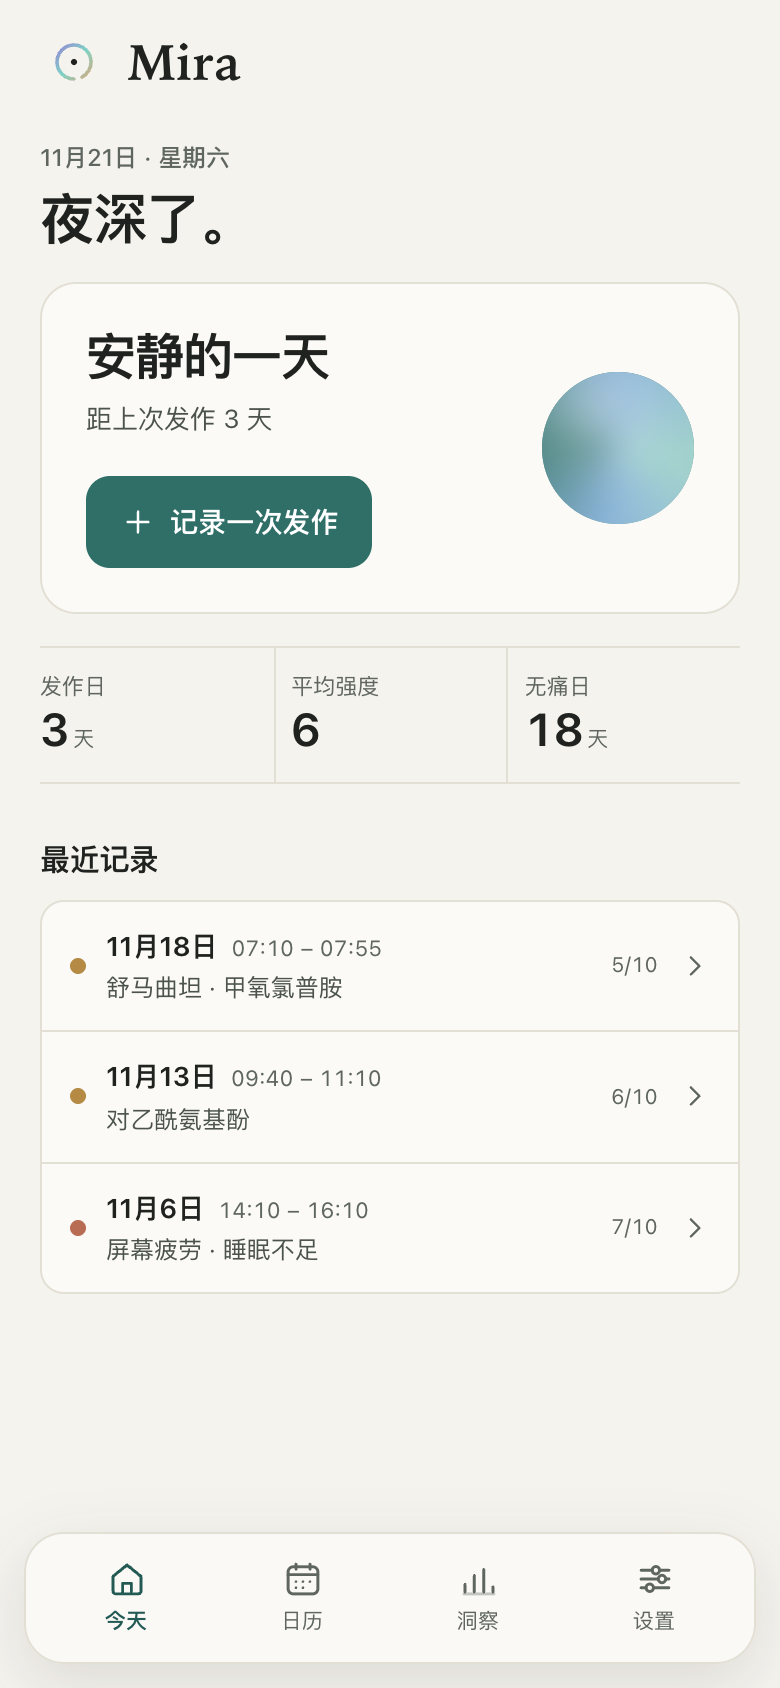 Mira
11月21日 · 星期六
夜深了。
安静的一天
距上次发作 3 天
记录一次发作
发作日
3天
平均强度
6
无痛日
18天
最近记录
11月18日 07:10 – 07:55
舒马曲坦 · 甲氧氯普胺
5/10
11月13日 09:40 – 11:10
对乙酰氨基酚
6/10
11月6日 14:10 – 16:10
屏幕疲劳 · 睡眠不足
7/10
今天
日历
洞察
设置